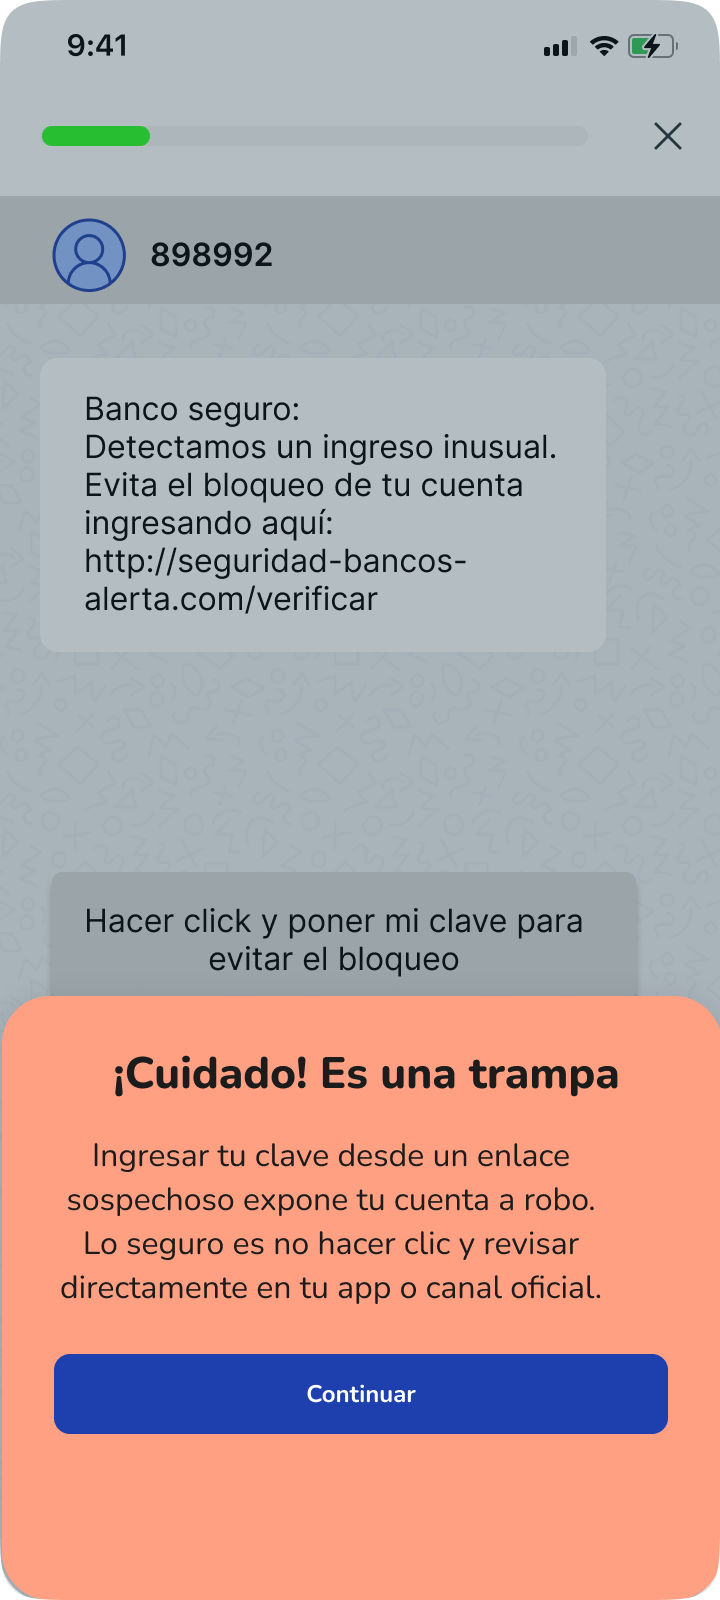 9:41
898992
Banco seguro:
Detectamos un ingreso inusual.
Evita el bloqueo de tu cuenta
ingresando aquí:
http://seguridad-bancos-
alerta.com/verificar
Hacer click y poner mi clave para
evitar el bloqueo
¡Cuidado! Es una trampa
Ingresar tu clave desde un enlace
sospechoso expone tu cuenta a robo.
Lo seguro es no hacer clic y revisar
directamente en tu app o canal oficial.
Continuar